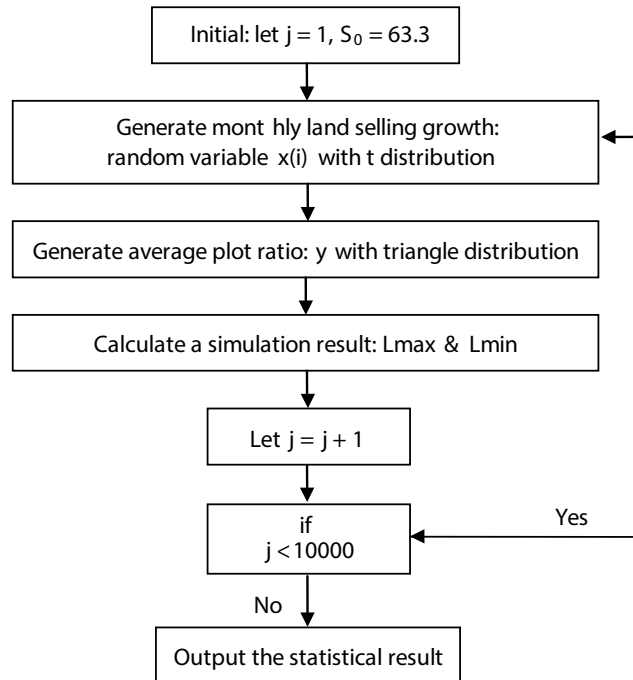 Initial: let j = 1, S₀ = 63.3
Generate mont hly land selling growth:
random variable x(i) with t distribution
Generate average plot ratio: y with triangle distribution
Calculate a simulation result: Lmax & Lmin
Let j = j + 1
if
j < 10000
Yes
No
Output the statistical result